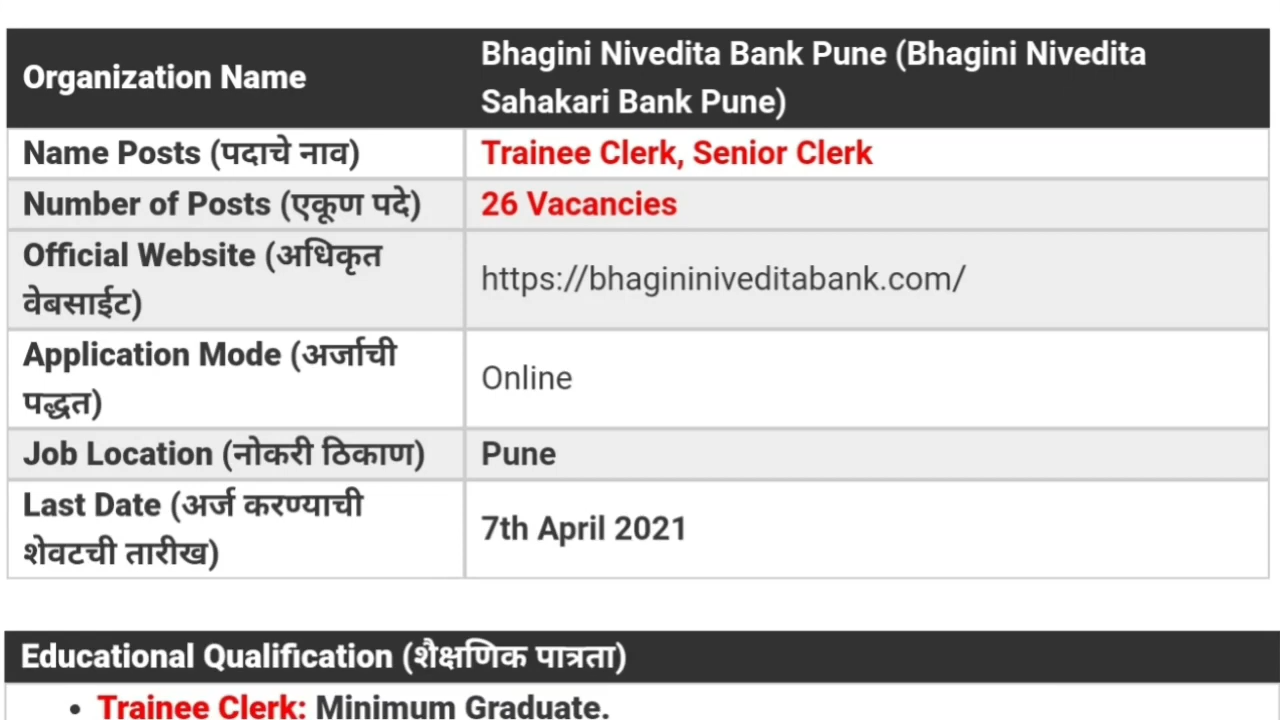 Organization Name
Bhagini Nivedita Bank Pune (Bhagini Nivedita
Sahakari Bank Pune)
Name Posts (पदाचे नाव)
Trainee Clerk, Senior Clerk
Number of Posts (एकूण पदे)
26 Vacancies
Official Website (अधिकृत
वेबसाईट)
https://bhagininiveditabank.com/
Application Mode (अर्जाची
पद्धत)
Online
Job Location (नोकरी ठिकाण)
Pune
Last Date (अर्ज करण्याची
शेवटची तारीख)
7th April 2021
Educational Qualification (शैक्षणिक पात्रता)
• Trainee Clerk: Minimum Graduate.